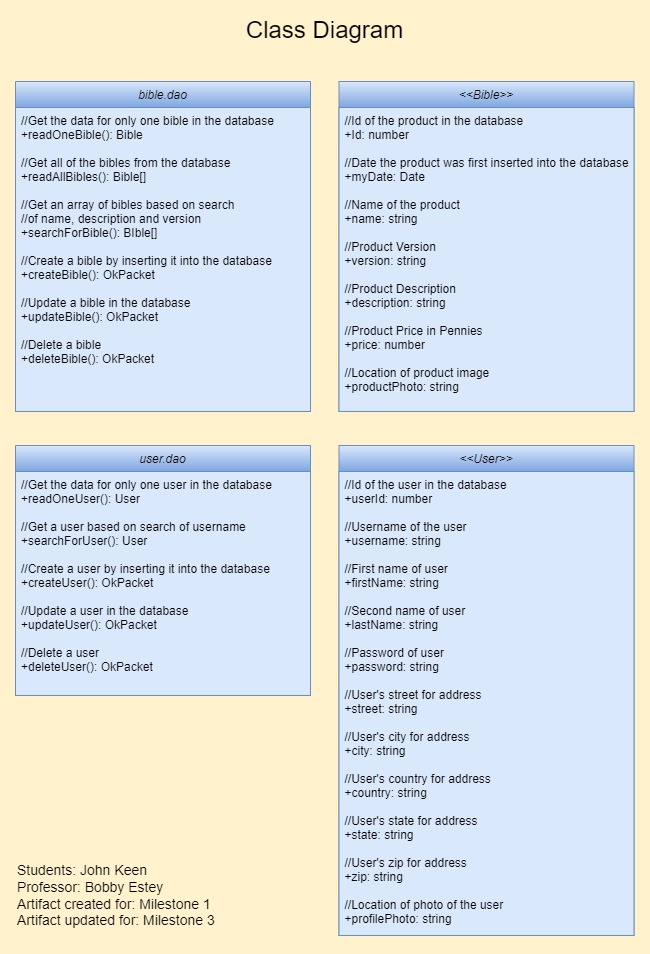 Class Diagram
bible.dao
//Get the data for only one bible in the database
+readOneBible(): Bible
//Get all of the bibles from the database
+readAllBibles(): Bible[]
//Get an array of bibles based on search
//of name, description and version
+searchForBible(): BIble[]
//Create a bible by inserting it into the database
+createBible(): OkPacket
//Update a bible in the database
+updateBible(): OkPacket
//Delete a bible
+deleteBible(): OkPacket
<<Bible>>
//Id of the product in the database
+Id: number
//Date the product was first inserted into the database
+myDate: Date
//Name of the product
+name: string
//Product Version
+version: string
//Product Description
+description: string
//Product Price in Pennies
+price: number
//Location of product image
+productPhoto: string
user.dao
//Get the data for only one user in the database
+readOneUser(): User
//Get a user based on search of username
+searchForUser(): User
//Create a user by inserting it into the database
+createUser(): OkPacket
//Update a user in the database
+updateUser(): OkPacket
//Delete a user
+deleteUser(): OkPacket
<<User>>
//Id of the user in the database
+userId: number
//Username of the user
+username: string
//First name of user
+firstName: string
//Second name of user
+lastName: string
//Password of user
+password: string
//User's street for address
+street: string
//User's city for address
+city: string
//User's country for address
+country: string
//User's state for address
+state: string
//User's zip for address
+zip: string
//Location of photo of the user
+profilePhoto: string
Students: John Keen
Professor: Bobby Estey
Artifact created for: Milestone 1
Artifact updated for: Milestone 3